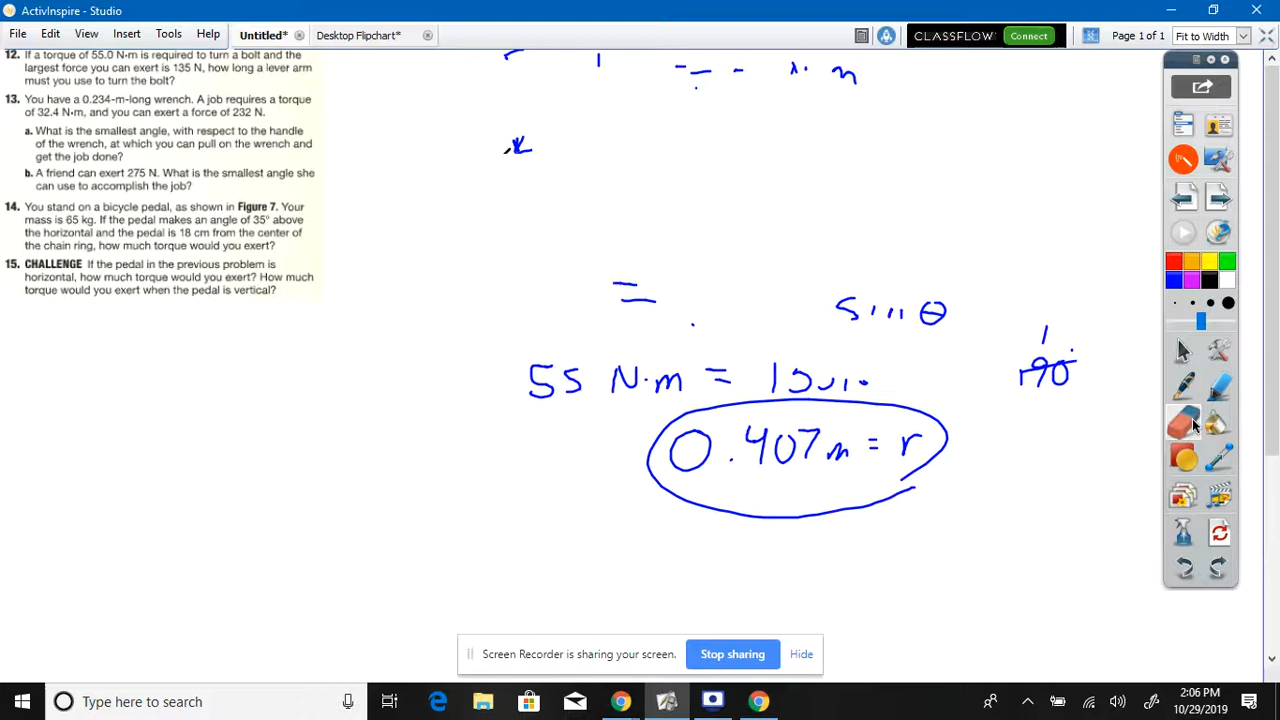 ActivInspire - Studio
File Edit View Insert Tools Help Untitled* Desktop Flipchart* CLASSFLOW Connect Page 1 of 1 Fit to Width
12. If a torque of 55.0 N·m is required to turn a bolt and the
largest force you can exert is 135 N, how long a lever arm
must you use to turn the bolt?
13. You have a 0.234-m-long wrench. A job requires a torque
of 32.4 N·m, and you can exert a force of 232 N.
a. What is the smallest angle, with respect to the handle
of the wrench, at which you can pull on the wrench and
get the job done?
b. A friend can exert 275 N. What is the smallest angle she
can use to accomplish the job?
14. You stand on a bicycle pedal, as shown in Figure 7. Your
mass is 65 kg. If the pedal makes an angle of 35° above
the horizontal and the pedal is 18 cm from the center of
the chain ring, how much torque would you exert?
15. CHALLENGE If the pedal in the previous problem is
horizontal, how much torque would you exert? How much
torque would you exert when the pedal is vertical?
=
sin θ
1
90
55 N·m =
0.407m = r
Screen Recorder is sharing your screen. Stop sharing Hide
Type here to search
2:06 PM
10/29/2019